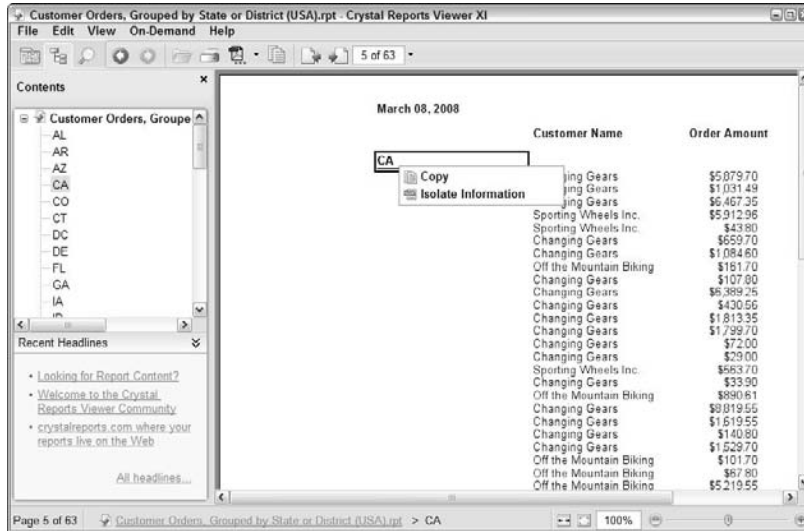 Customer Orders, Grouped by State or District (USA).rpt - Crystal Reports Viewer XI
File Edit View On-Demand Help
5 of 63
Contents
Customer Orders, Groupe
AL
AR
AZ
CA
CO
CT
DC
DE
FL
GA
IA
Recent Headlines
• Looking for Report Content?
• Welcome to the Crystal
Reports Viewer Community
• crystalreports.com where your
reports live on the Web
All headlines...
March 08, 2008
Customer Name Order Amount
CA
Copy
Isolate Information
ging Gears $5,879.70
ging Gears $1,031.49
ging Gears $6,467.35
Sporting Wheels Inc. $5,912.96
Sporting Wheels Inc. $43.80
Changing Gears $659.70
Changing Gears $1,084.60
Off the Mountain Biking $161.70
Changing Gears $107.80
Changing Gears $6,389.25
Changing Gears $430.56
Changing Gears $1,813.35
Changing Gears $1,799.70
Changing Gears $72.00
Changing Gears $29.00
Sporting Wheels Inc. $563.70
Changing Gears $33.90
Off the Mountain Biking $890.61
Changing Gears $8,819.55
Changing Gears $1,619.55
Changing Gears $140.80
Changing Gears $1,529.70
Off the Mountain Biking $101.70
Off the Mountain Biking $67.80
Off the Mountain Biking $5,219.55
Page 5 of 63 Customer Orders, Grouped by State or District (USA).rpt > CA 100%